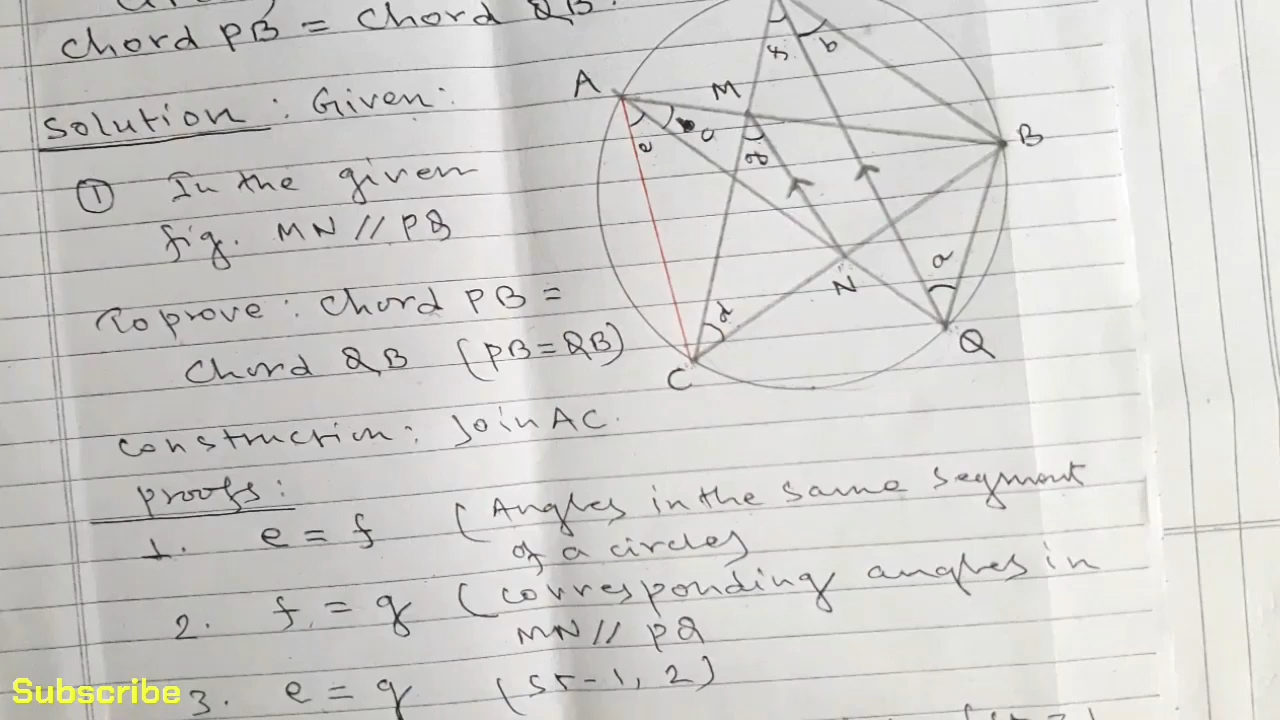 chord PB = chord QB.
Solution : Given:
① In the given
fig. MN // PQ
To prove : chord PB =
chord QB (PB = QB)
construction : Join AC.
proofs :
1. e = f (Angles in the same segment
of a circles
2. f = g (corresponding angles in
MN // PQ
3. e = g (St - 1, 2)
A
M
f
b
B
e
c
g
N
a
Q
d
C
Subscribe